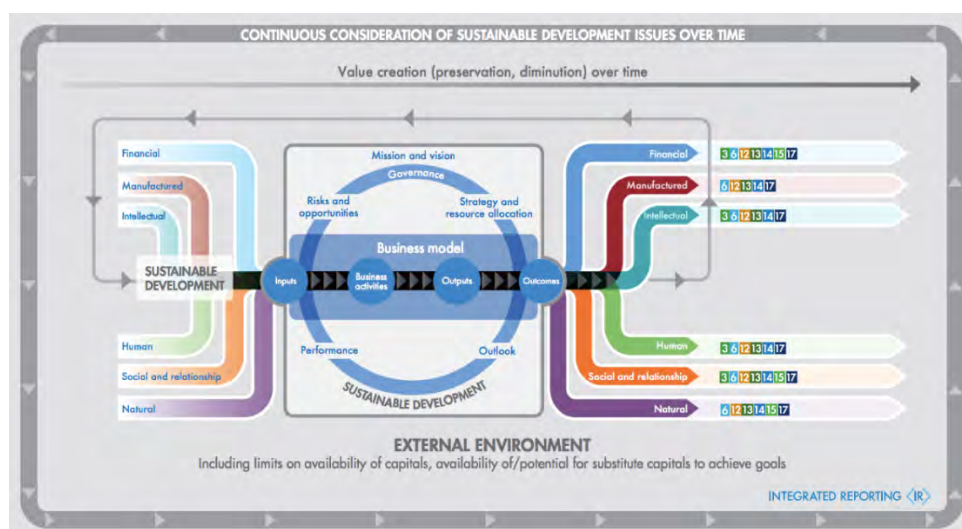 CONTINUOUS CONSIDERATION OF SUSTAINABLE DEVELOPMENT ISSUES OVER TIME
Value creation (preservation, diminution) over time
Financial
Manufactured
Intellectual
SUSTAINABLE
DEVELOPMENT
Human
Social and relationship
Natural
Mission and vision
Governance
Risks and
opportunities
Strategy and
resource allocation
Business model
Inputs
Business
activities
Outputs
Outcomes
Performance
Outlook
SUSTAINABLE DEVELOPMENT
Financial
3 6 12 13 14 15 17
Manufactured
6 12 13 14 17
Intellectual
3 6 12 13 14 17
Human
3 6 12 13 14 17
Social and relationship
3 6 12 13 14 15 17
Natural
6 12 13 14 15 17
EXTERNAL ENVIRONMENT
Including limits on availability of capitals, availability of/potential for substitute capitals to achieve goals
INTEGRATED REPORTING <IR>